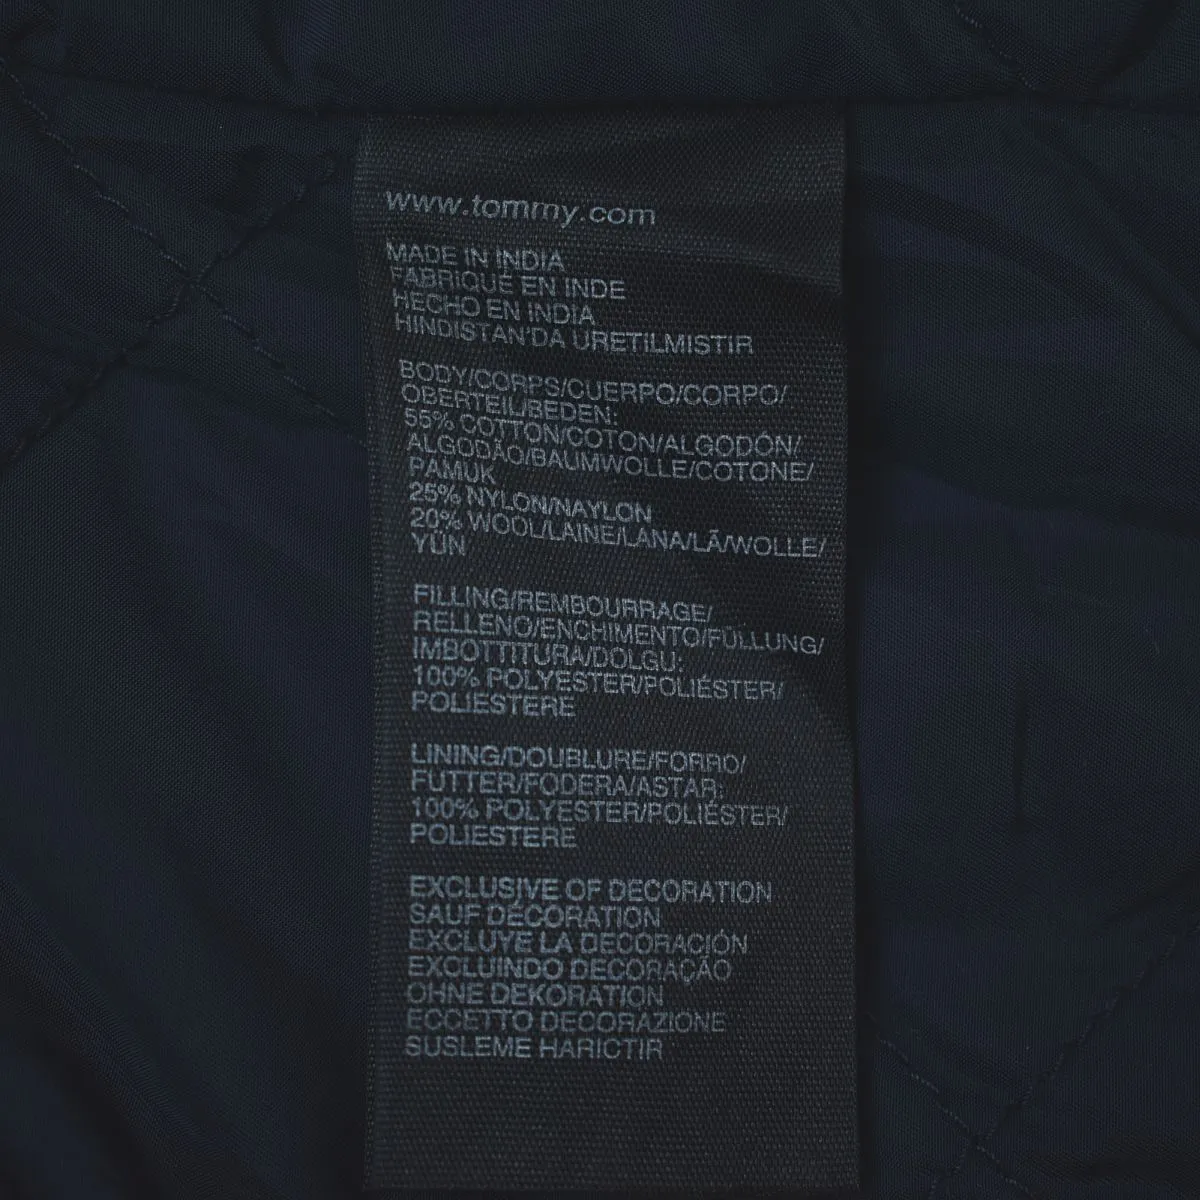 www.tommy.com
MADE IN INDIA
FABRIQUÉ EN INDE
HECHO EN INDIA
HINDISTAN'DA URETILMISTIR
BODY/CORPS/CUERPO/CORPO/
OBERTEIL/BEDEN:
55% COTTON/COTON/ALGODÓN/
ALGODÃO/BAUMWOLLE/COTONE/
PAMUK
25% NYLON/NAYLON
20% WOOL/LAINE/LANA/LÃ/WOLLE/
YÜN
FILLING/REMBOURRAGE/
RELLENO/ENCHIMENTO/FÜLLUNG/
IMBOTTITURA/DOLGU:
100% POLYESTER/POLIÉSTER/
POLIESTERE
LINING/DOUBLURE/FORRO/
FUTTER/FODERA/ASTAR:
100% POLYESTER/POLIÉSTER/
POLIESTERE
EXCLUSIVE OF DECORATION
SAUF DÉCORATION
EXCLUYE LA DECORACIÓN
EXCLUINDO DECORAÇÃO
OHNE DEKORATION
ECCETTO DECORAZIONE
SUSLEME HARICTIR